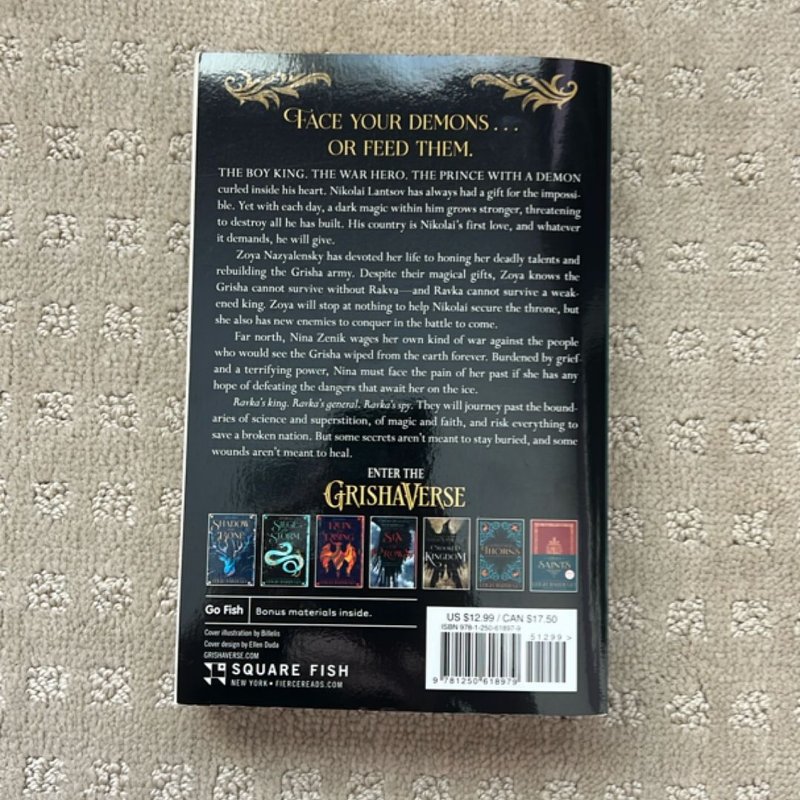 FACE YOUR DEMONS...
OR FEED THEM.
THE BOY KING. THE WAR HERO. THE PRINCE WITH A DEMON
curled inside his heart. Nikolai Lantsov has always had a gift for the impossi-
ble. Yet with each day, a dark magic within him grows stronger, threatening
to destroy all he has built. His country is Nikolai's first love, and whatever
it demands, he will give.
Zoya Nazyalensky has devoted her life to honing her deadly talents and
rebuilding the Grisha army. Despite their magical gifts, Zoya knows the
Grisha cannot survive without Rakva—and Ravka cannot survive a weak-
ened king. Zoya will stop at nothing to help Nikolai secure the throne, but
she also has new enemies to conquer in the battle to come.
Far north, Nina Zenik wages her own kind of war against the people
who would see the Grisha wiped from the earth forever. Burdened by grief
and a terrifying power, Nina must face the pain of her past if she has any
hope of defeating the dangers that await her on the ice.
Ravka's king. Ravka's general. Ravka's spy. They will journey past the bound-
aries of science and superstition, of magic and faith, and risk everything to
save a broken nation. But some secrets aren't meant to stay buried, and some
wounds aren't meant to heal.
ENTER THE
GRISHAVERSE
SHADOW
BONE
SIEGE
STORM
RUIN
RISING
SIX
CROWS
CROOKED
KINGDOM
THORNS
SAINTS
Go Fish Bonus materials inside.
Cover illustration by Billelis
Cover design by Ellen Duda
GRISHAVERSE.COM
SQUARE FISH
NEW YORK • FIERCEREADS.COM
US $12.99 / CAN $17.50
ISBN 978-1-250-61897-9
51299>
9 781250 618979